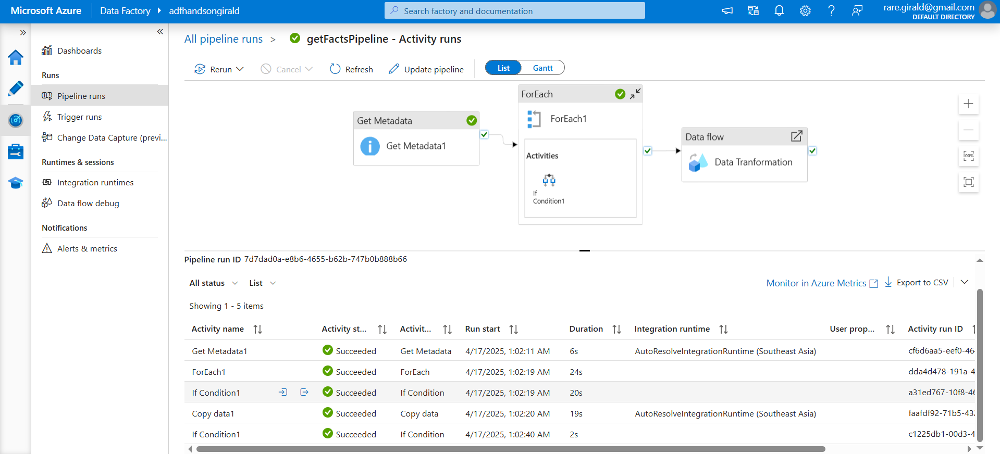 Microsoft Azure
Data Factory
adfhandsongirald
Search factory and documentation
rare.girald@gmail.com
DEFAULT DIRECTORY
Dashboards
Runs
Pipeline runs
Trigger runs
Change Data Capture (previ...
Runtimes & sessions
Integration runtimes
Data flow debug
Notifications
Alerts & metrics
All pipeline runs > getFactsPipeline - Activity runs
Rerun Cancel Refresh Update pipeline List Gantt
Get Metadata
Get Metadata1
ForEach
ForEach1
Activities
If
Condition1
Data flow
Data Tranformation
100%
Pipeline run ID 7d7dad0a-e8b6-4655-b62b-747b0b888b66
All status List Monitor in Azure Metrics Export to CSV
Showing 1 - 5 items
Activity name Activity st... Activit... Run start Duration Integration runtime User prop... Activity run ID
Get Metadata1 Succeeded Get Metadata 4/17/2025, 1:02:11 AM 6s AutoResolveIntegrationRuntime (Southeast Asia) cf6d6aa5-eef0-46
ForEach1 Succeeded ForEach 4/17/2025, 1:02:19 AM 24s dda4d478-191a-4
If Condition1 Succeeded If Condition 4/17/2025, 1:02:19 AM 20s a31ed767-10f8-46
Copy data1 Succeeded Copy data 4/17/2025, 1:02:20 AM 19s AutoResolveIntegrationRuntime (Southeast Asia) faafdf92-71b5-43
If Condition1 Succeeded If Condition 4/17/2025, 1:02:40 AM 2s c1225db1-00d3-4